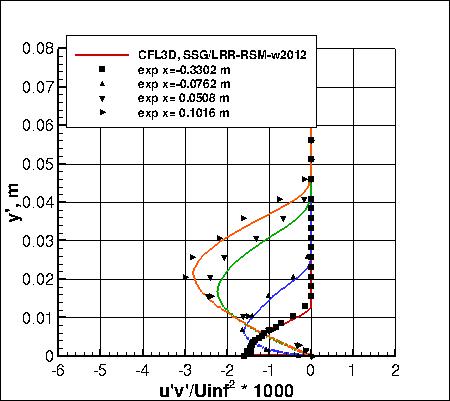 0.08
CFL3D, SSG/LRR-RSM-w2012
exp x=-0.3302 m
0.07
exp x=-0.0762 m
exp x=0.0508 m
0.06
exp x=0.1016 m
0.05
y', m
0.04
0.03
0.02
0.01
0
-6 -5 -4 -3 -2 -1 0 1 2
u'v'/Uinf² * 1000